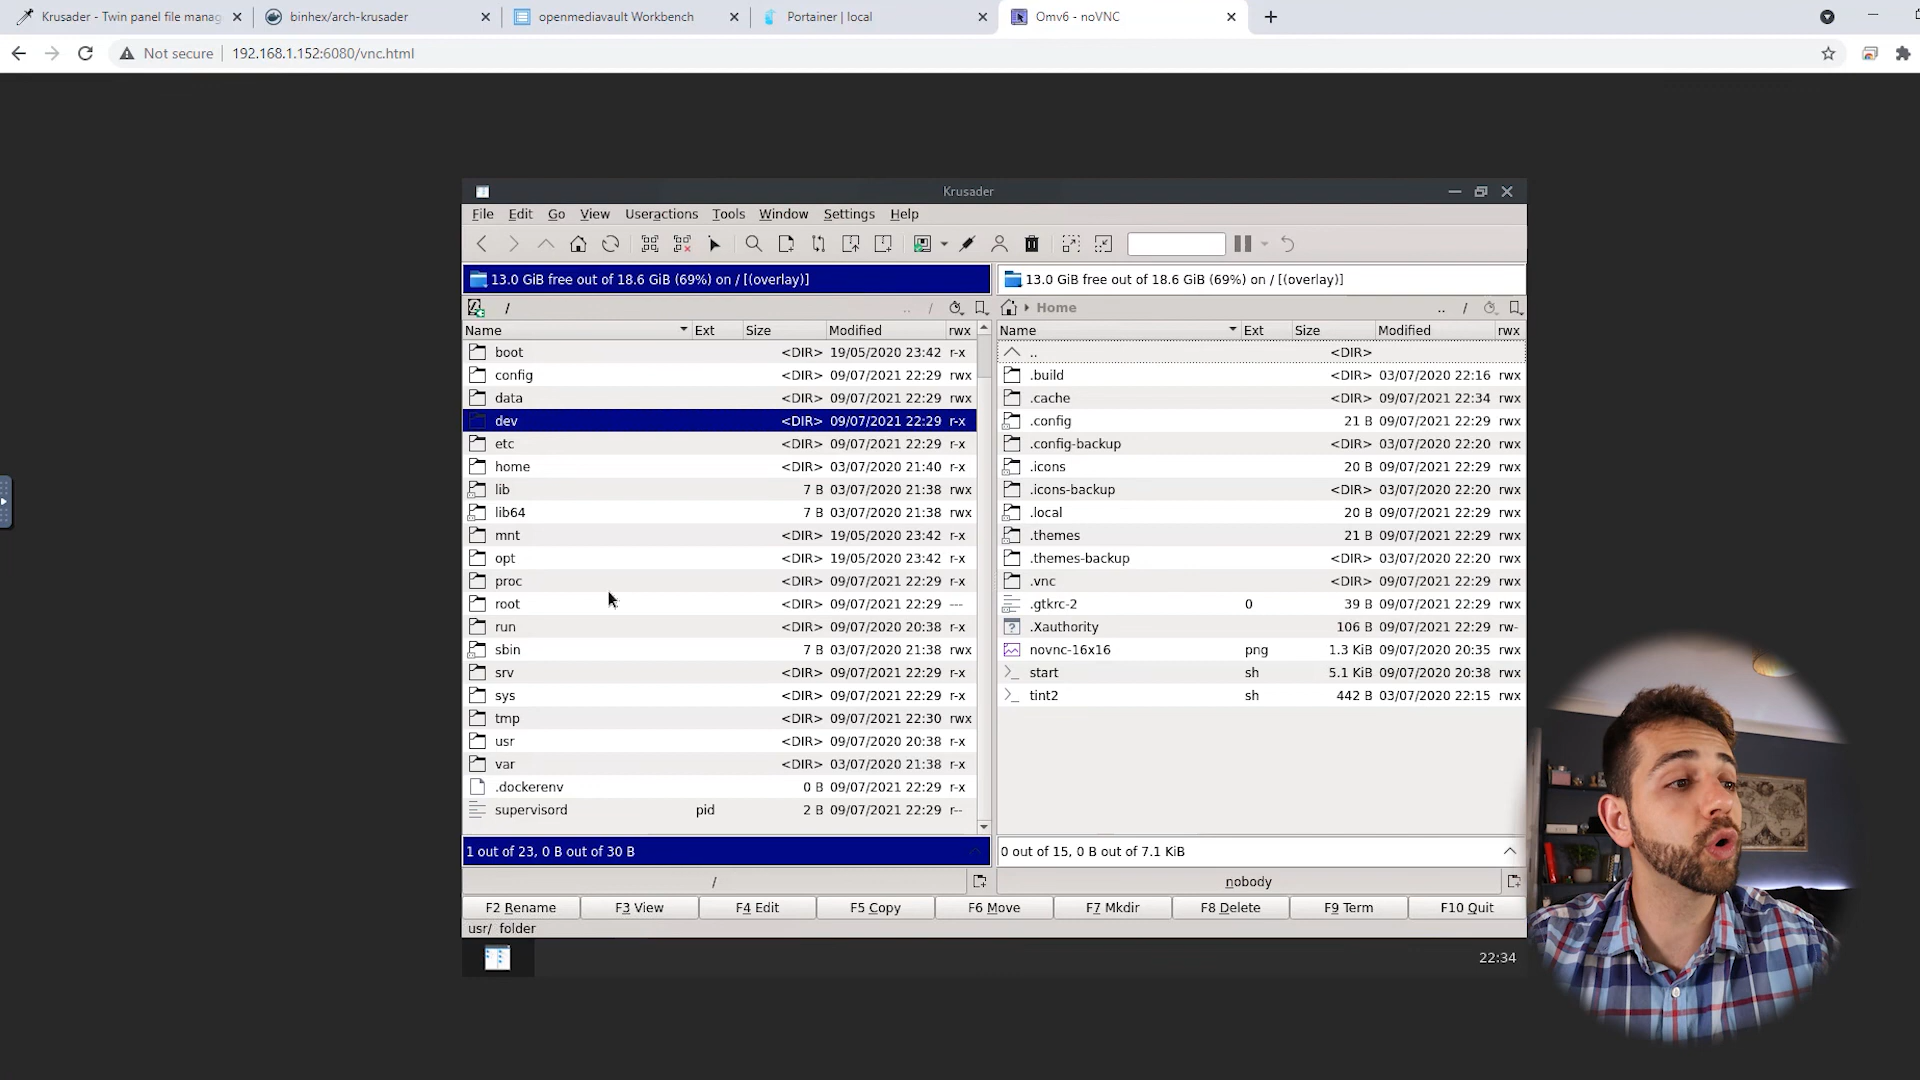 Krusader - Twin panel file manag
binhex/arch-krusader
openmediavault Workbench
Portainer | local
Omv6 - noVNC
Not secure
192.168.1.152:6080/vnc.html
Krusader
File Edit Go View Useractions Tools Window Settings Help
13.0 GiB free out of 18.6 GiB (69%) on / [(overlay)]
13.0 GiB free out of 18.6 GiB (69%) on / [(overlay)]
/ .. /
Home .. /
Name Ext Size Modified rwx
boot <DIR> 19/05/2020 23:42 r-x
config <DIR> 09/07/2021 22:29 rwx
data <DIR> 09/07/2021 22:29 rwx
dev <DIR> 09/07/2021 22:29 r-x
etc <DIR> 09/07/2021 22:29 r-x
home <DIR> 03/07/2020 21:40 r-x
lib 7 B 03/07/2020 21:38 rwx
lib64 7 B 03/07/2020 21:38 rwx
mnt <DIR> 19/05/2020 23:42 r-x
opt <DIR> 19/05/2020 23:42 r-x
proc <DIR> 09/07/2021 22:29 r-x
root <DIR> 09/07/2021 22:29 ---
run <DIR> 09/07/2020 20:38 r-x
sbin 7 B 03/07/2020 21:38 rwx
srv <DIR> 09/07/2021 22:29 r-x
sys <DIR> 09/07/2021 22:29 r-x
tmp <DIR> 09/07/2021 22:30 rwx
usr <DIR> 09/07/2020 20:38 r-x
var <DIR> 03/07/2020 21:38 r-x
.dockerenv 0 B 09/07/2021 22:29 r-x
supervisord pid 2 B 09/07/2021 22:29 r--
1 out of 23, 0 B out of 30 B
/
Name Ext Size Modified rwx
.. <DIR>
.build <DIR> 03/07/2020 22:16 rwx
.cache <DIR> 09/07/2021 22:34 rwx
.config 21 B 09/07/2021 22:29 rwx
.config-backup <DIR> 03/07/2020 22:20 rwx
.icons 20 B 09/07/2021 22:29 rwx
.icons-backup <DIR> 03/07/2020 22:20 rwx
.local 20 B 09/07/2021 22:29 rwx
.themes 21 B 09/07/2021 22:29 rwx
.themes-backup <DIR> 03/07/2020 22:20 rwx
.vnc <DIR> 09/07/2021 22:29 rwx
.gtkrc-2 0 39 B 09/07/2021 22:29 rwx
.Xauthority 106 B 09/07/2021 22:29 rw-
novnc-16x16 png 1.3 KiB 09/07/2020 20:35 rwx
start sh 5.1 KiB 09/07/2020 20:38 rwx
tint2 sh 442 B 03/07/2020 22:15 rwx
0 out of 15, 0 B out of 7.1 KiB
nobody
F2 Rename F3 View F4 Edit F5 Copy F6 Move F7 Mkdir F8 Delete F9 Term F10 Quit
usr/ folder
22:34